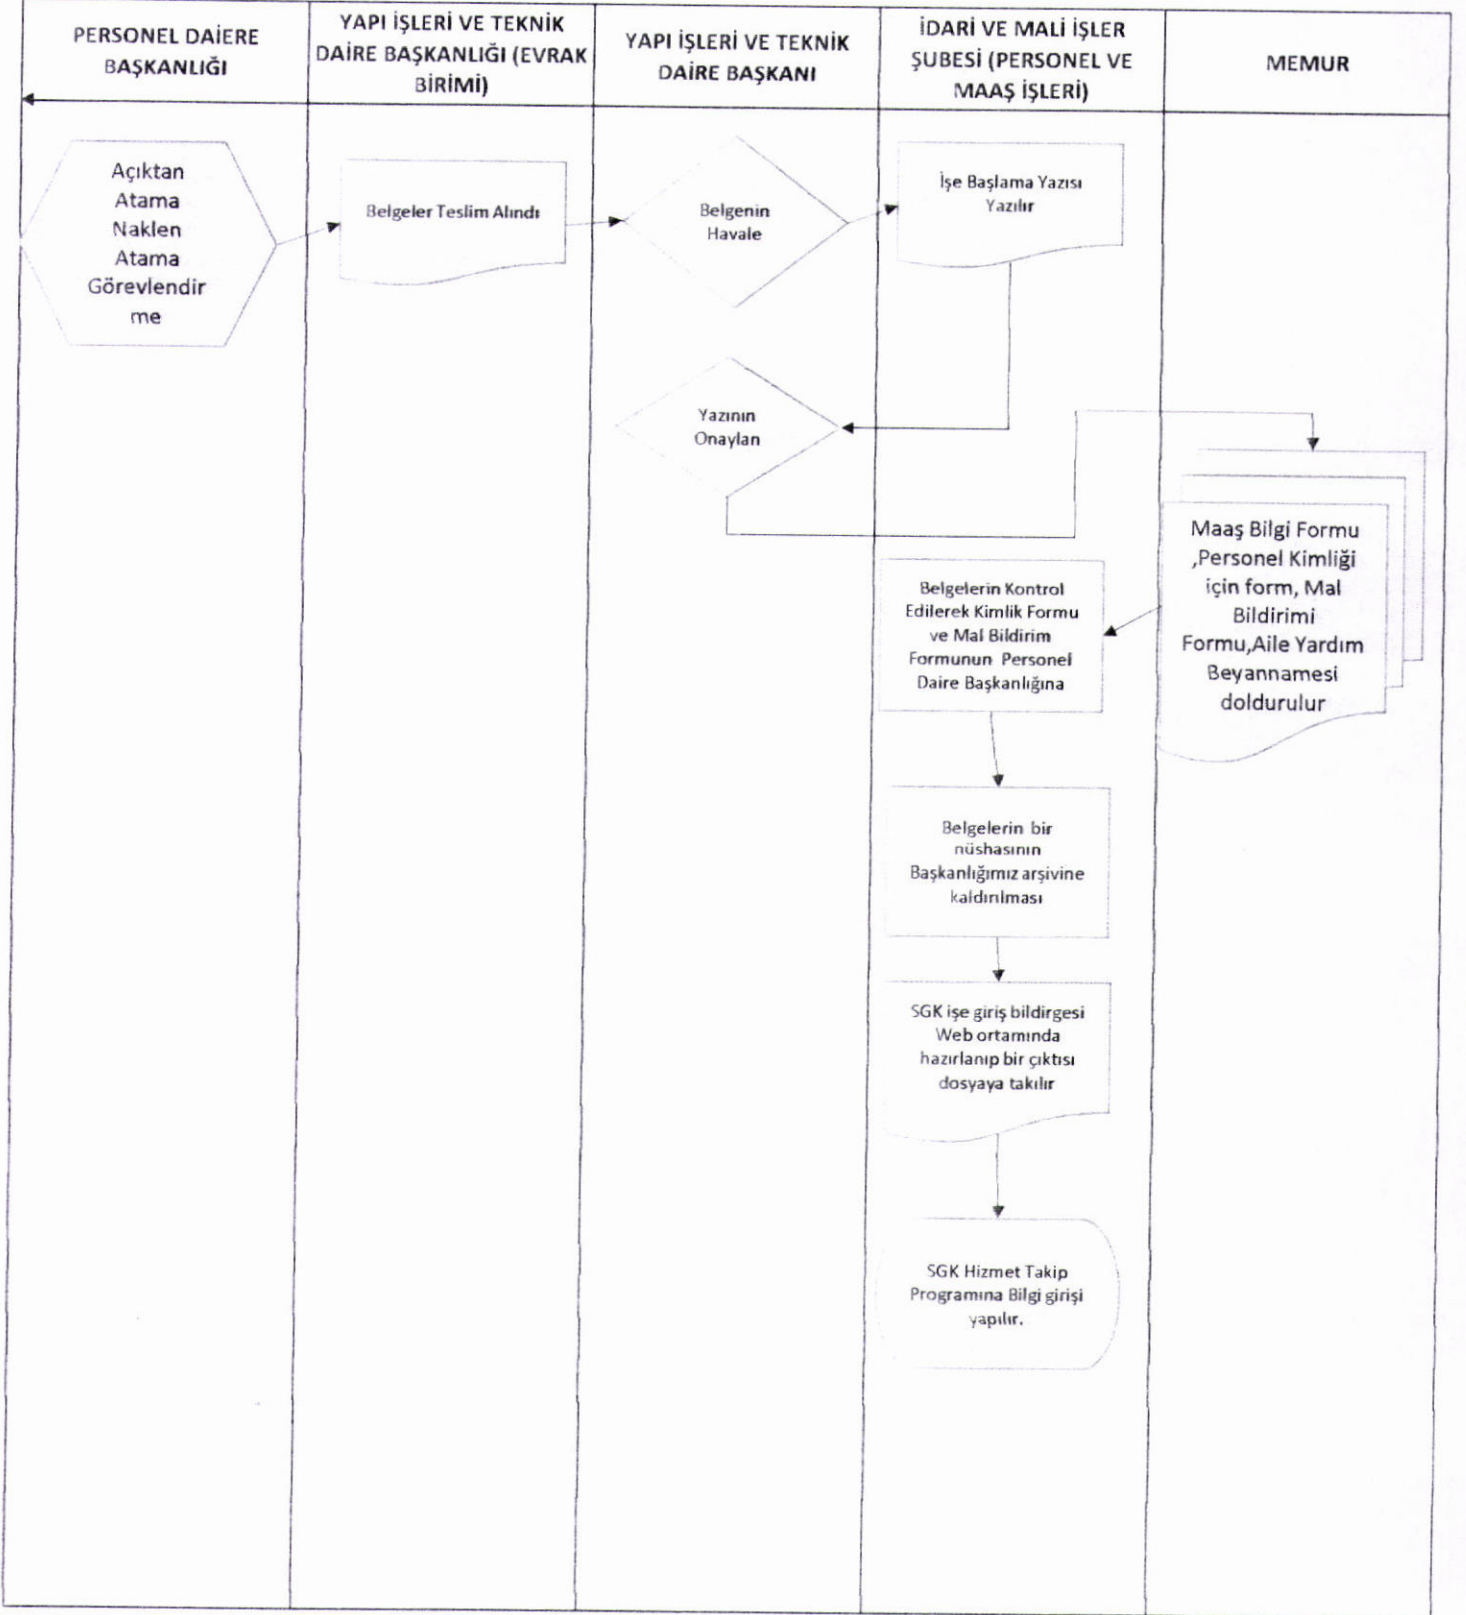 PERSONEL DAİERE
BAŞKANLIĞI
YAPI İŞLERİ VE TEKNİK
DAİRE BAŞKANLIĞI (EVRAK
BİRİMİ)
YAPI İŞLERİ VE TEKNİK
DAİRE BAŞKANI
İDARİ VE MALİ İŞLER
ŞUBESİ (PERSONEL VE
MAAŞ İŞLERİ)
MEMUR
Açıktan
Atama
Naklen
Atama
Görevlendir
me
Belgeler Teslim Alındı
Belgenin
Havale
İşe Başlama Yazısı
Yazılır
Yazının
Onaylan
Maaş Bilgi Formu
,Personel Kimliği
için form, Mal
Bildirimi
Formu,Aile Yardım
Beyannamesi
doldurulur
Belgelerin Kontrol
Edilerek Kimlik Formu
ve Mal Bildirim
Formunun Personel
Daire Başkanlığına
Belgelerin bir
nüshasının
Başkanlığımız arşivine
kaldırılması
SGK işe giriş bildirgesi
Web ortamında
hazırlanıp bir çıktısı
dosyaya takılır
SGK Hizmet Takip
Programına Bilgi girişi
yapılır.